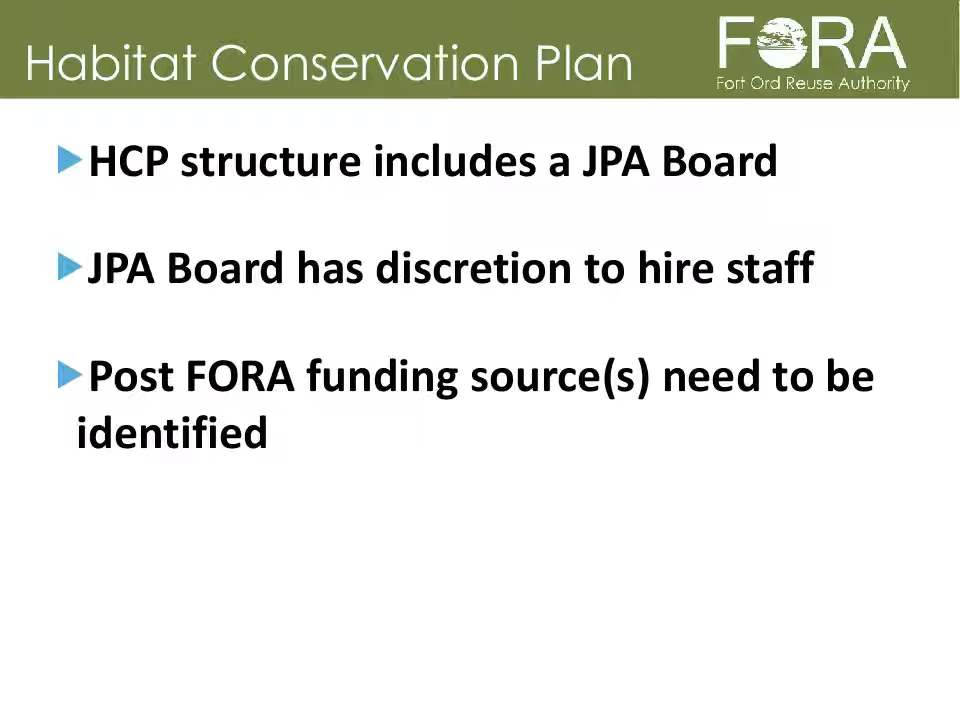 Habitat Conservation Plan
FORA
Fort Ord Reuse Authority
HCP structure includes a JPA Board
JPA Board has discretion to hire staff
Post FORA funding source(s) need to be
identified